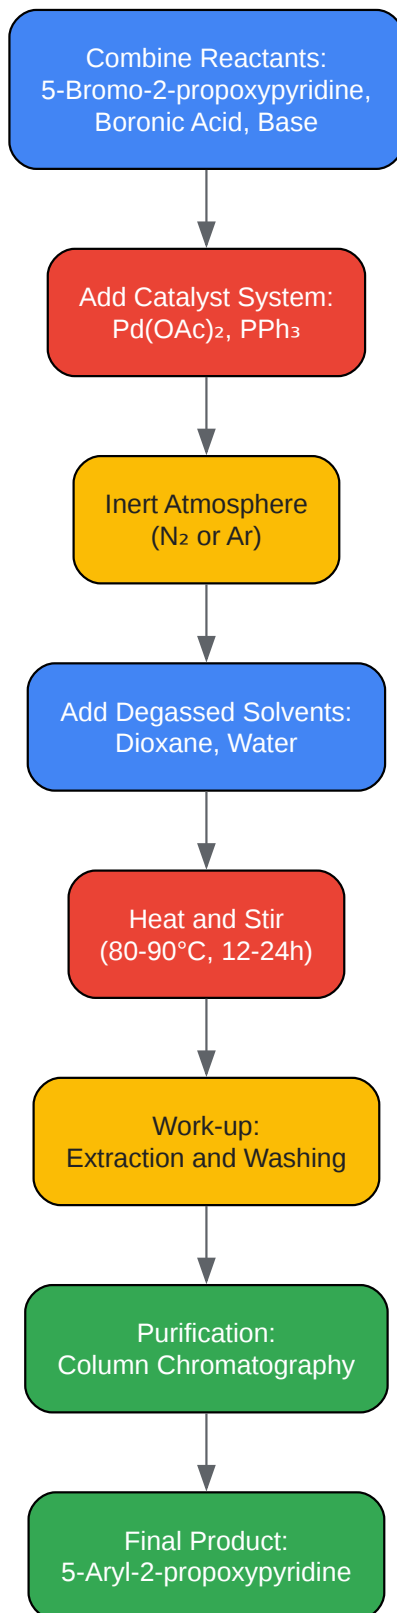 Combine Reactants:
5-Bromo-2-propoxypyridine,
Boronic Acid, Base
Add Catalyst System:
Pd(OAc)₂, PPh₃
Inert Atmosphere
(N₂ or Ar)
Add Degassed Solvents:
Dioxane, Water
Heat and Stir
(80-90°C, 12-24h)
Work-up:
Extraction and Washing
Purification:
Column Chromatography
Final Product:
5-Aryl-2-propoxypyridine